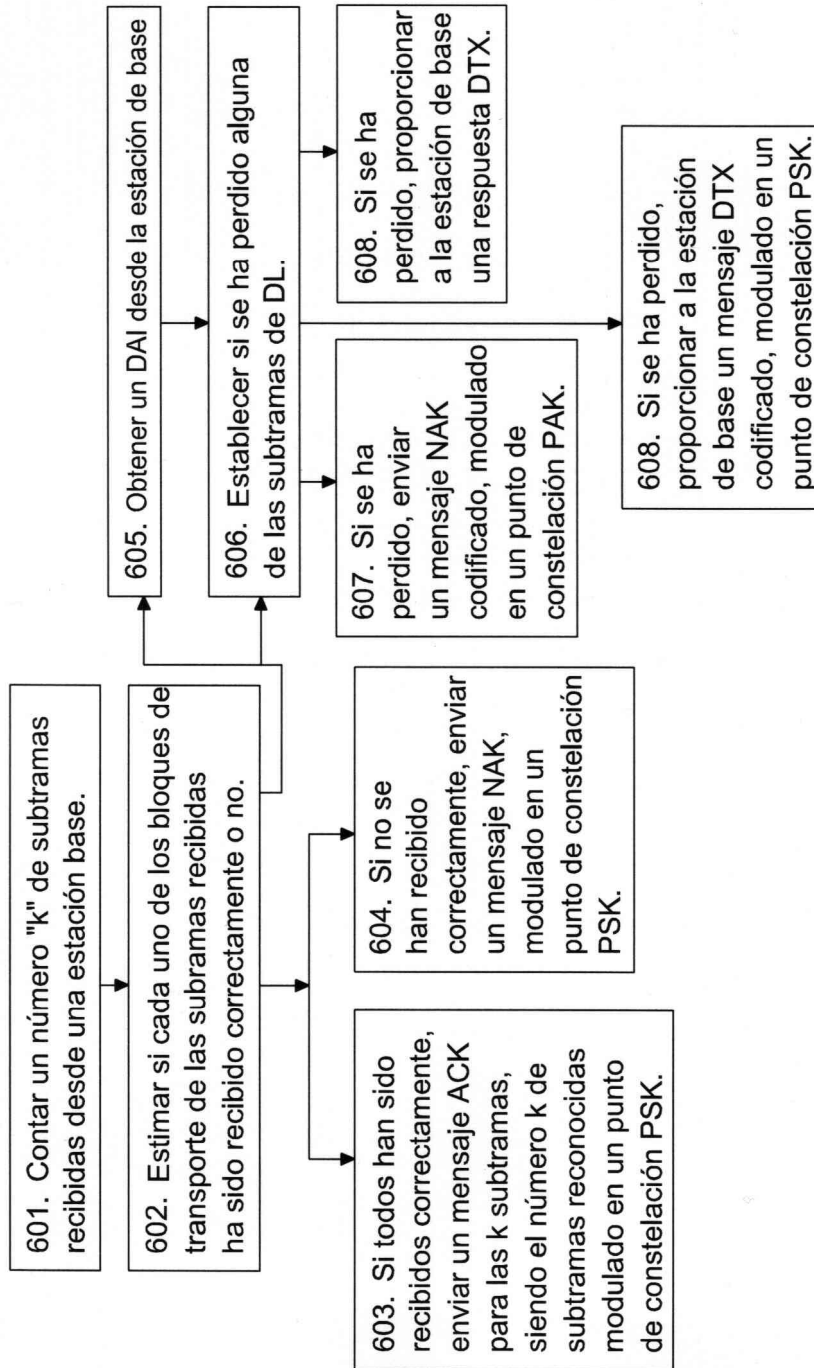 601. Contar un número "k" de subtramas
recibidas desde una estación base.
602. Estimar si cada uno de los bloques de
transporte de las subramas recibidas
ha sido recibido correctamente o no.
603. Si todos han sido
recibidos correctamente,
enviar un mensaje ACK
para las k subtramas,
siendo el número k de
subtramas reconocidas
modulado en un punto
de constelación PSK.
604. Si no se
han recibido
correctamente, enviar
un mensaje NAK,
modulado en un
punto de constelación
PSK.
605. Obtener un DAI desde la estación de base
606. Establecer si se ha perdido alguna
de las subtramas de DL.
607. Si se ha
perdido, enviar
un mensaje NAK
codificado, modulado
en un punto de
constelación PAK.
608. Si se ha
perdido, proporcionar
a la estación de base
una respuesta DTX.
608. Si se ha perdido,
proporcionar a la estación
de base un mensaje DTX
codificado, modulado en un
punto de constelación PSK.